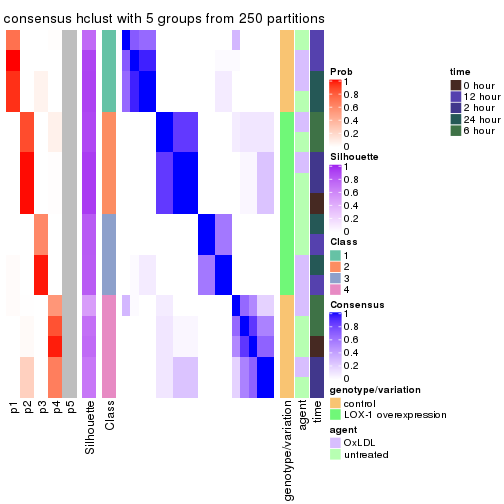 consensus hclust with 5 groups from 250 partitions
Prob
1
0.8
0.6
0.4
0.2
0
Silhouette
1
0.8
0.6
0.4
0.2
0
Class
1
2
3
4
Consensus
1
0.8
0.6
0.4
0.2
0
genotype/variation
control
LOX-1 overexpression
agent
OxLDL
untreated
time
0 hour
12 hour
2 hour
24 hour
6 hour
p1
p2
p3
p4
p5
Silhouette
Class
genotype/variation
agent
time